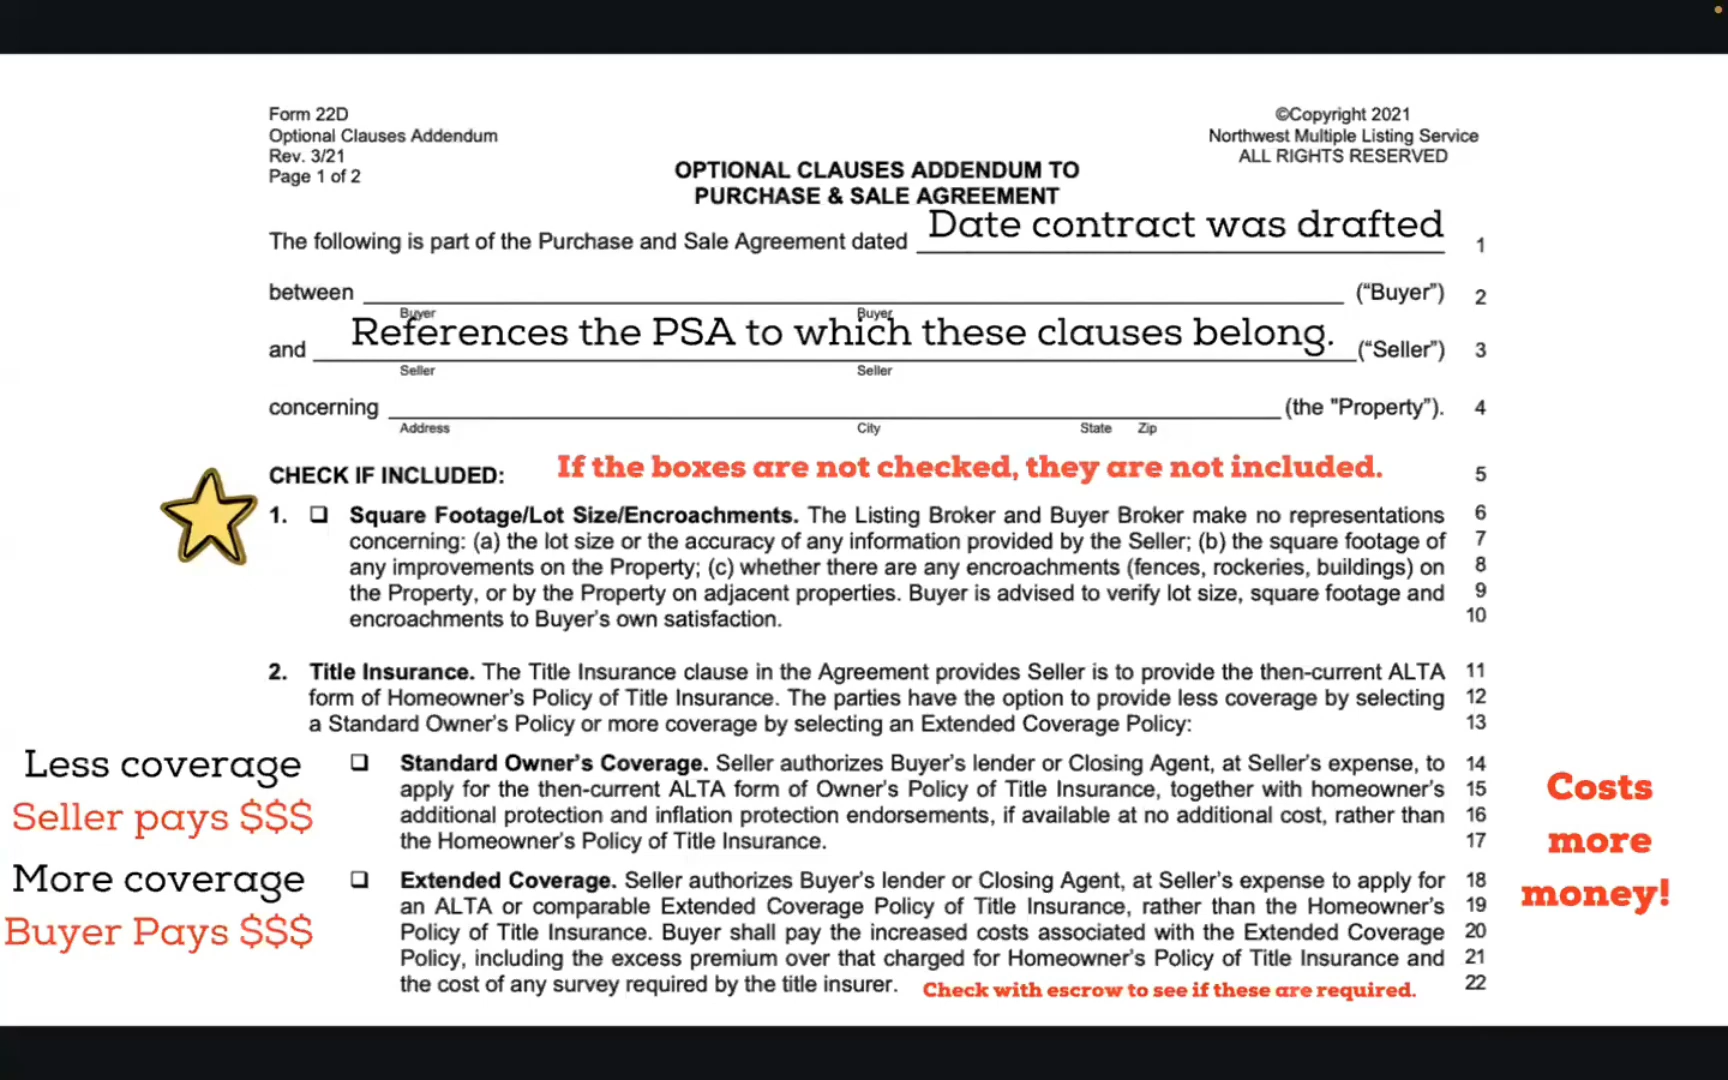 Form 22D
Optional Clauses Addendum
Rev. 3/21
Page 1 of 2
©Copyright 2021
Northwest Multiple Listing Service
ALL RIGHTS RESERVED
OPTIONAL CLAUSES ADDENDUM TO
PURCHASE & SALE AGREEMENT
The following is part of the Purchase and Sale Agreement dated Date contract was drafted 1
between ("Buyer") 2
Buyer Buyer
References the PSA to which these clauses belong.
and ("Seller") 3
Seller Seller
concerning (the "Property"). 4
Address City State Zip
CHECK IF INCLUDED: If the boxes are not checked, they are not included. 5
1. ❑ Square Footage/Lot Size/Encroachments. The Listing Broker and Buyer Broker make no representations 6
concerning: (a) the lot size or the accuracy of any information provided by the Seller; (b) the square footage of 7
any improvements on the Property; (c) whether there are any encroachments (fences, rockeries, buildings) on 8
the Property, or by the Property on adjacent properties. Buyer is advised to verify lot size, square footage and 9
encroachments to Buyer's own satisfaction. 10
2. Title Insurance. The Title Insurance clause in the Agreement provides Seller is to provide the then-current ALTA 11
form of Homeowner's Policy of Title Insurance. The parties have the option to provide less coverage by selecting 12
a Standard Owner's Policy or more coverage by selecting an Extended Coverage Policy: 13
Less coverage
Seller pays $$$
❑ Standard Owner's Coverage. Seller authorizes Buyer's lender or Closing Agent, at Seller's expense, to 14
apply for the then-current ALTA form of Owner's Policy of Title Insurance, together with homeowner's 15
additional protection and inflation protection endorsements, if available at no additional cost, rather than 16
the Homeowner's Policy of Title Insurance. 17
More coverage
Buyer Pays $$$
❑ Extended Coverage. Seller authorizes Buyer's lender or Closing Agent, at Seller's expense to apply for 18
an ALTA or comparable Extended Coverage Policy of Title Insurance, rather than the Homeowner's 19
Policy of Title Insurance. Buyer shall pay the increased costs associated with the Extended Coverage 20
Policy, including the excess premium over that charged for Homeowner's Policy of Title Insurance and 21
the cost of any survey required by the title insurer. Check with escrow to see if these are required. 22
Costs
more
money!